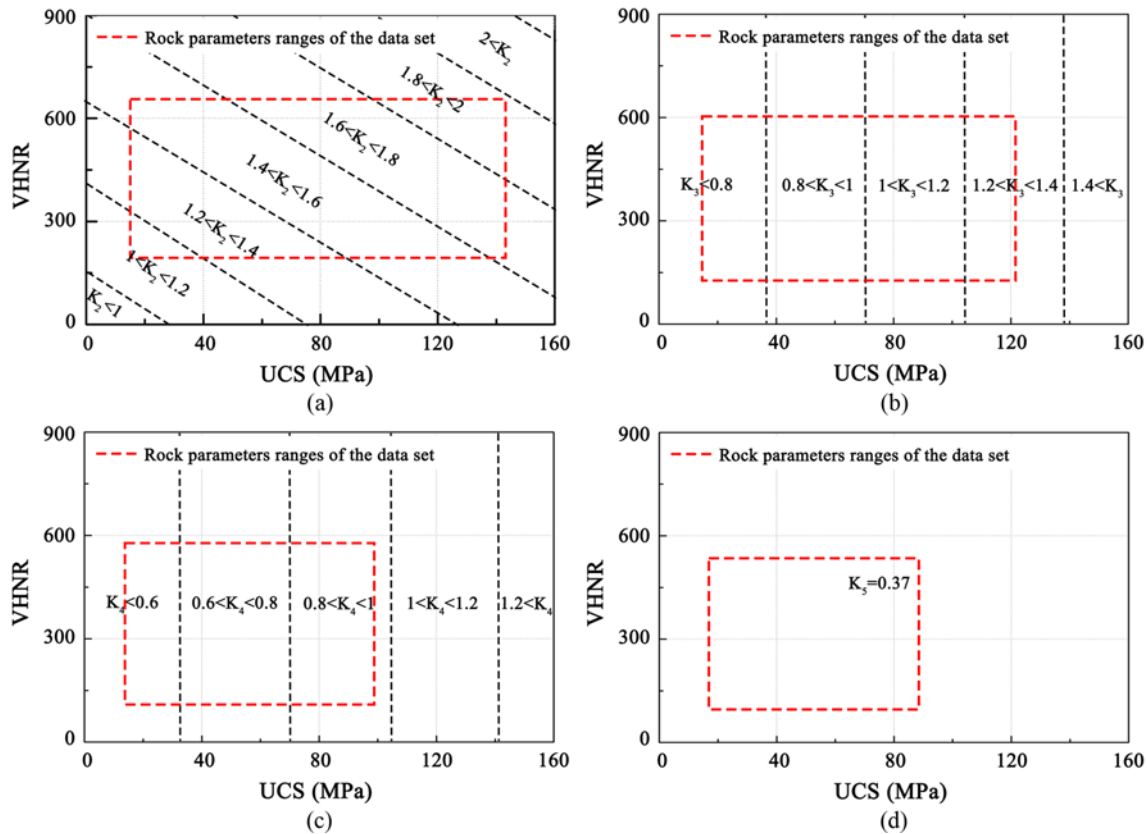 900
600
300
0
VHNR
Rock parameters ranges of the data set
2<K₂
1.8<K₂<2
1.6<K₂<1.8
1.4<K₂<1.6
1.2<K₂<1.4
1<K₂<1.2
K₂<1
0 40 80 120 160
UCS (MPa)
(a)
900
600
300
0
VHNR
Rock parameters ranges of the data set
K₃<0.8 0.8<K₃<1 1<K₃<1.2 1.2<K₃<1.4 1.4<K₃
0 40 80 120 160
UCS (MPa)
(b)
900
600
300
0
VHNR
Rock parameters ranges of the data set
K₄<0.6 0.6<K₄<0.8 0.8<K₄<1 1<K₄<1.2 1.2<K₄
0 40 80 120 160
UCS (MPa)
(c)
900
600
300
0
VHNR
Rock parameters ranges of the data set
K₅=0.37
0 40 80 120 160
UCS (MPa)
(d)